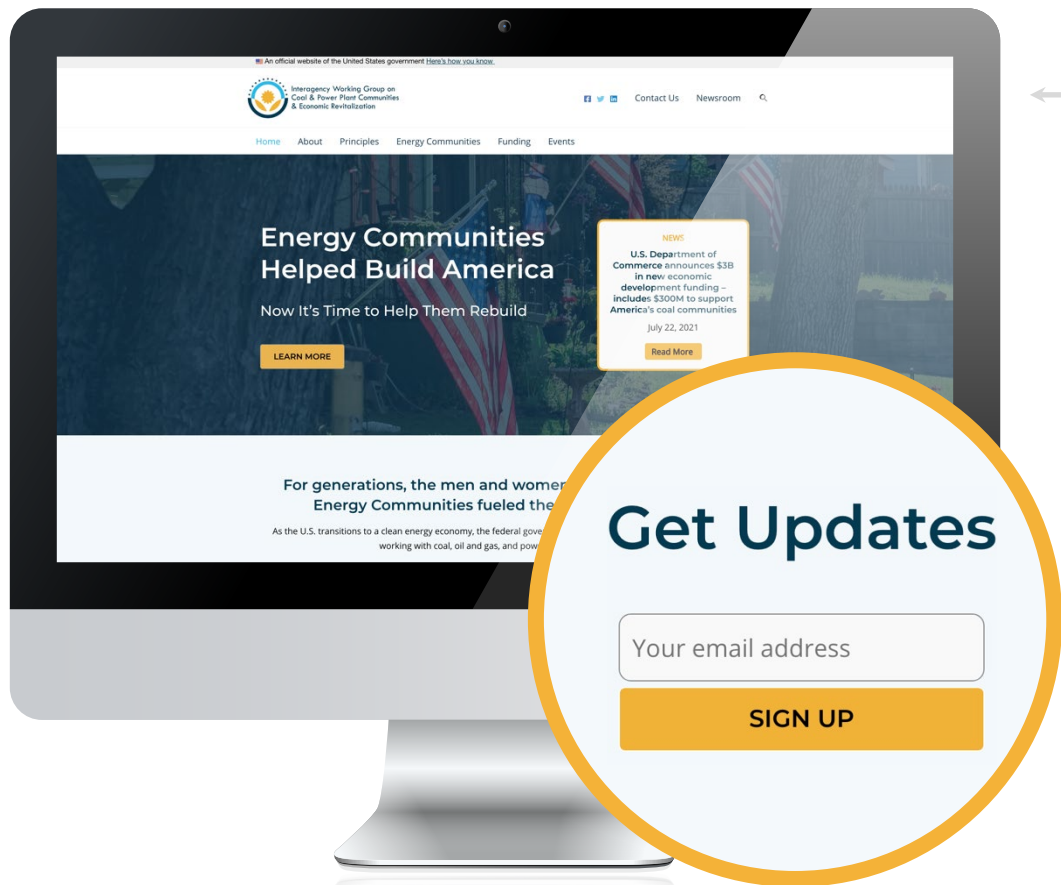 An official website of the United States government Here's how you know.
Interagency Working Group on
Coal & Power Plant Communities
& Economic Revitalization
Contact Us Newsroom
Home About Principles Energy Communities Funding Events
Energy Communities
Helped Build America
Now It's Time to Help Them Rebuild
LEARN MORE
NEWS
U.S. Department of
Commerce announces $3B
in new economic
development funding –
includes $300M to support
America's coal communities
July 22, 2021
Read More
For generations, the men and women
Energy Communities fueled the
As the U.S. transitions to a clean energy economy, the federal
working with coal, oil and gas, and
Get Updates
Your email address
SIGN UP